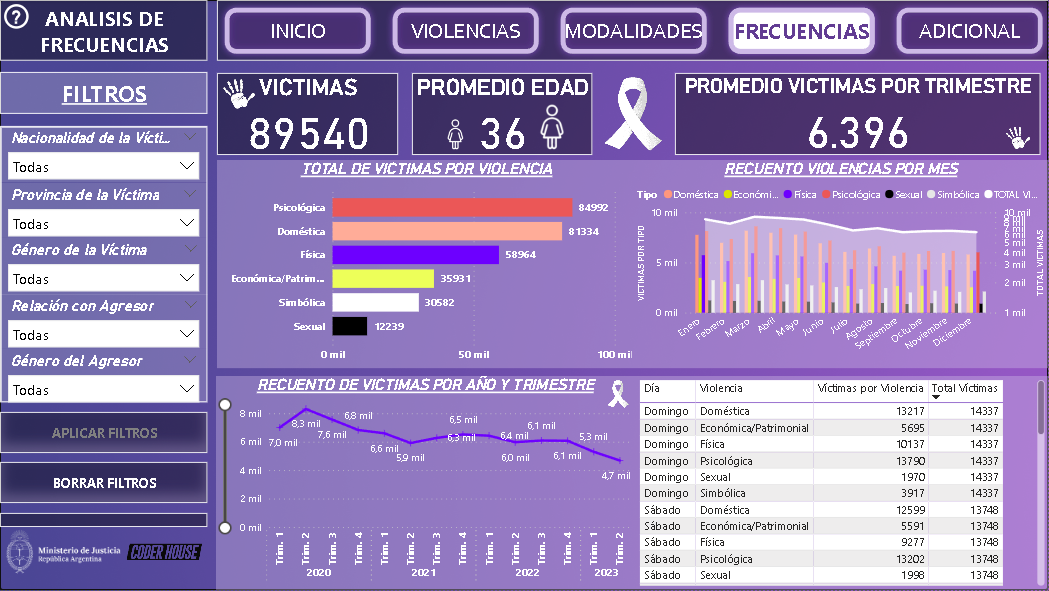 ?
ANALISIS DE
FRECUENCIAS
INICIO
VIOLENCIAS
MODALIDADES
FRECUENCIAS
ADICIONAL
FILTROS
Nacionalidad de la Vícti...
Todas
Provincia de la Víctima
Todas
Género de la Víctima
Todas
Relación con Agresor
Todas
Género del Agresor
Todas
APLICAR FILTROS
BORRAR FILTROS
Ministerio de Justicia
República Argentina
CODER HOUSE
VICTIMAS
89540
PROMEDIO EDAD
36
PROMEDIO VICTIMAS POR TRIMESTRE
6.396
TOTAL DE VICTIMAS POR VIOLENCIA
Psicológica 84992
Doméstica 81334
Física 58964
Económica/Patrim... 35931
Simbólica 30582
Sexual 12239
0 mil 50 mil 100 mil
RECUENTO VIOLENCIAS POR MES
Tipo Doméstica Económi... Física Psicológica Sexual Simbólica TOTAL VI...
VICTIMAS POR TIPO
10 mil
5 mil
0 mil
TOTAL VICTIMAS
10 mil
6 mil
5 mil
4 mil
3 mil
2 mil
1 mil
Enero Febrero Marzo Abril Mayo Junio Julio Agosto Septiembre Octubre Noviembre Diciembre
RECUENTO DE VICTIMAS POR AÑO Y TRIMESTRE
8 mil
6 mil
4 mil
2 mil
0 mil
7,0 mil 8,3 mil 7,6 mil 6,8 mil 6,6 mil 5,9 mil 6,3 mil 6,5 mil 6,4 mil 6,0 mil 6,1 mil 6,1 mil 5,3 mil 4,7 mil
Trim. 1 Trim. 2 Trim. 3 Trim. 4 Trim. 1 Trim. 2 Trim. 3 Trim. 4 Trim. 1 Trim. 2 Trim. 3 Trim. 4 Trim. 1 Trim. 2
2020 2021 2022 2023
Día Violencia Víctimas por Violencia Total Víctimas
Domingo Doméstica 13217 14337
Domingo Económica/Patrimonial 5695 14337
Domingo Física 10137 14337
Domingo Psicológica 13790 14337
Domingo Sexual 1970 14337
Domingo Simbólica 3917 14337
Sábado Doméstica 12599 13748
Sábado Económica/Patrimonial 5591 13748
Sábado Física 9277 13748
Sábado Psicológica 13202 13748
Sábado Sexual 1998 13748